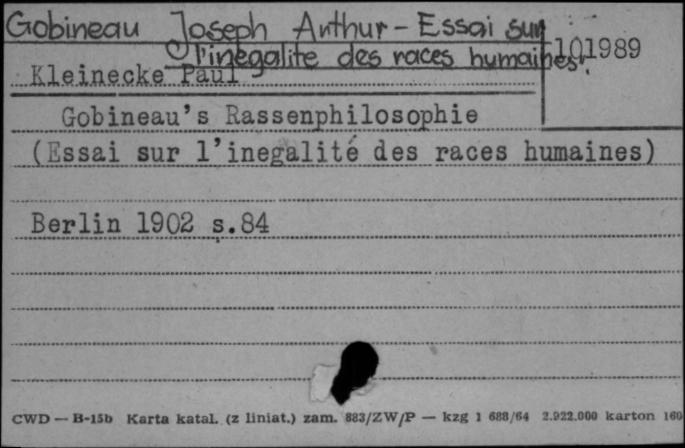 Gobineau Joseph Arthur - Essai sur
l'inegalite des races humaines.
101989
Kleinecke Paul
Gobineau's Rassenphilosophie
(Essai sur l'inegalité des races humaines)
Berlin 1902 s.84
CWD — B-15b Karta katal. (z liniat.) zam. 883/ZW/P — kzg 1 688/64 2.922.000 karton 160